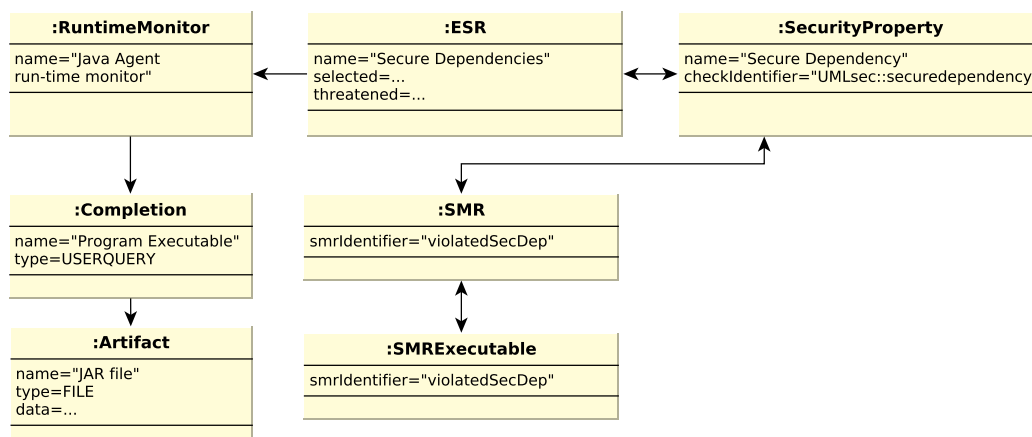 :RuntimeMonitor
name="Java Agent
run-time monitor"
:ESR
name="Secure Dependencies"
selected=...
threatened=...
:SecurityProperty
name="Secure Dependency"
checkIdentifier="UMLsec::securedependency
:Completion
name="Program Executable"
type=USERQUERY
:SMR
smrIdentifier="violatedSecDep"
:Artifact
name="JAR file"
type=FILE
data=...
:SMRExecutable
smrIdentifier="violatedSecDep"